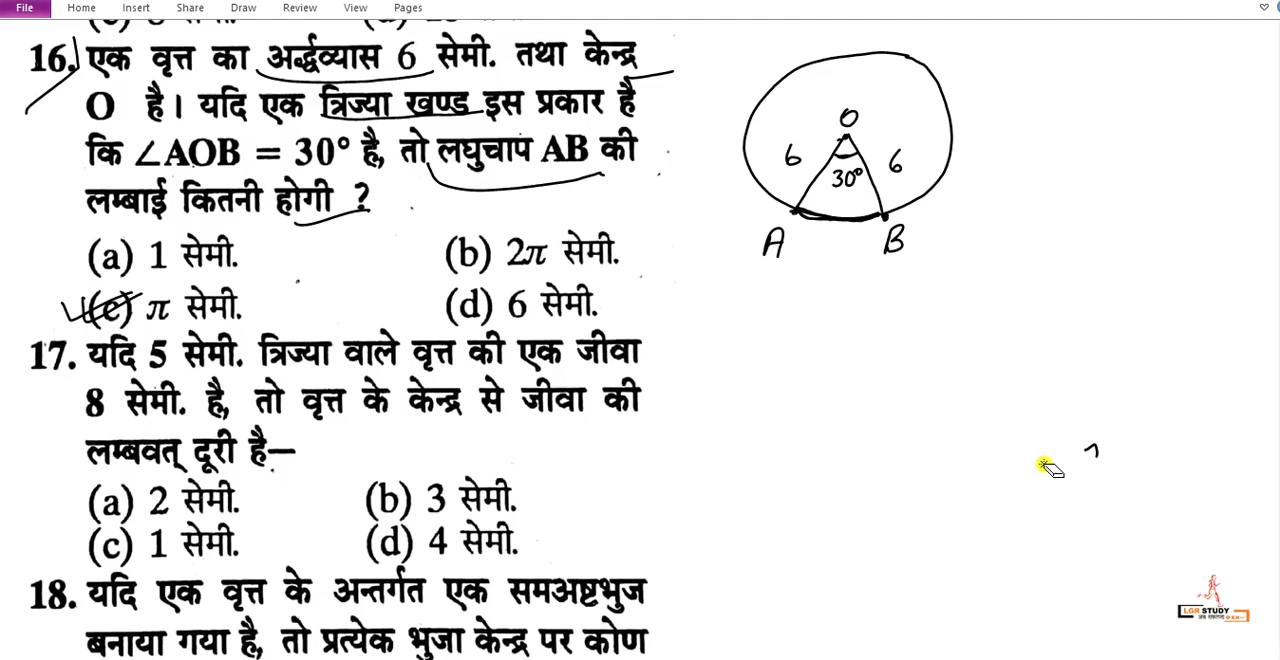 File Home Insert Share Draw Review View Pages
16. एक वृत्त का अर्द्धव्यास 6 सेमी. तथा केन्द्र
O है। यदि एक त्रिज्या खण्ड इस प्रकार है
कि ∠AOB = 30° है, तो लघुचाप AB की
लम्बाई कितनी होगी ?
(a) 1 सेमी. (b) 2π सेमी.
(c) π सेमी. (d) 6 सेमी.
17. यदि 5 सेमी. त्रिज्या वाले वृत्त की एक जीवा
8 सेमी. है, तो वृत्त के केन्द्र से जीवा की
लम्बवत् दूरी है—
(a) 2 सेमी. (b) 3 सेमी.
(c) 1 सेमी. (d) 4 सेमी.
18. यदि एक वृत्त के अन्तर्गत एक समअष्टभुज
बनाया गया है, तो प्रत्येक भुजा केन्द्र पर कोण
O
6 6
30°
A B
LGR STUDY